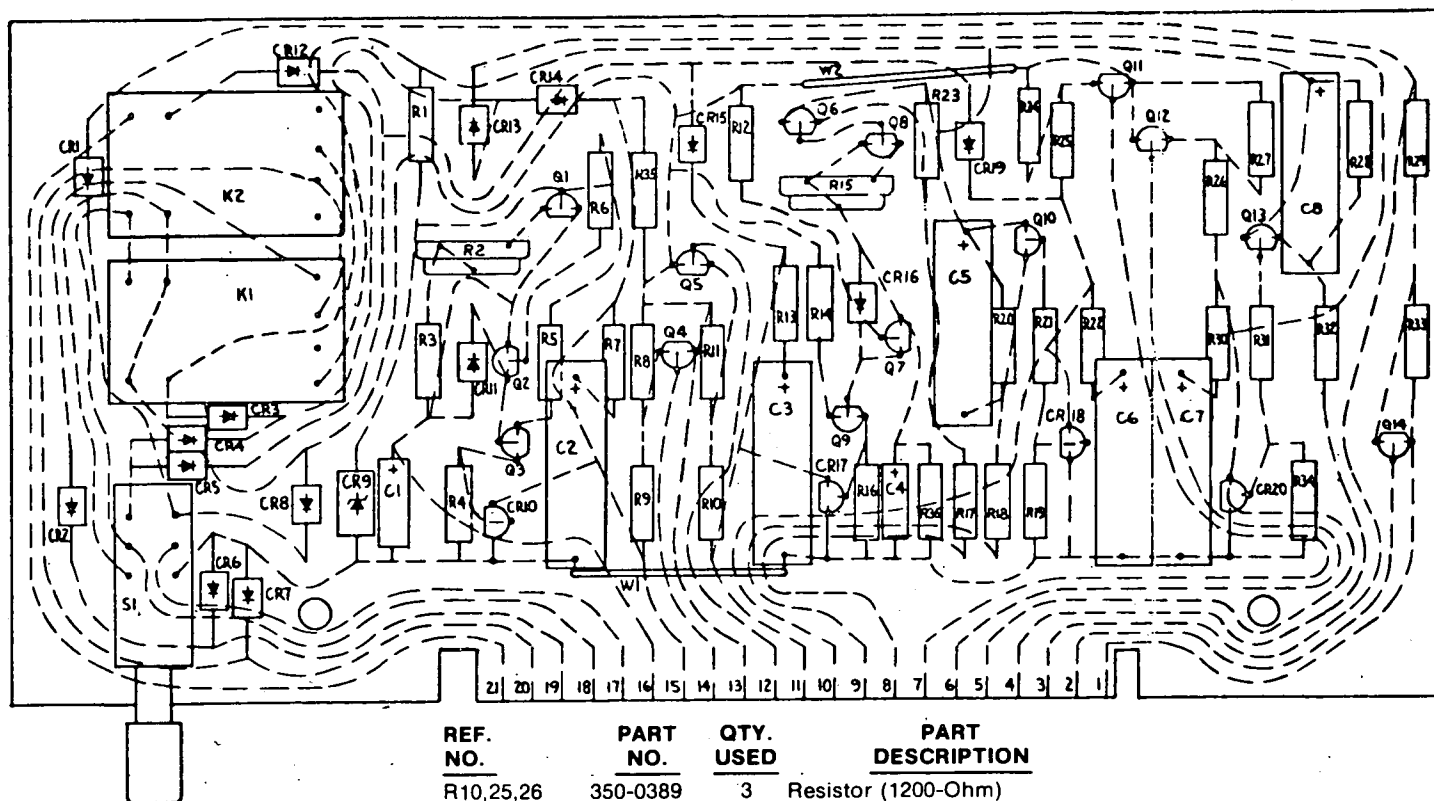 CR12
CR14
W2
Q11
R1
CR13
CR15
R12
Q6
Q8
R23
CR19
R24
R25
Q12
R27
C8
+
R28
R29
CR1
K2
Q1
R6
R35
R15
R26
Q13
R2
Q5
Q10
C5
+
K1
CR16
R3
CR11
Q2
R5
R7
R8
Q4
R11
R13
R14
Q7
R20
R21
R22
R30
R31
R32
R33
CR3
CR4
CR5
C2
+
C3
+
Q9
CR18
C6
+
C7
+
Q14
Q3
CR2
CR8
CR9
C1
+
R4
CR10
R9
R10
CR17
R16
C4
+
R36
R17
R18
R19
CR20
R34
S1
CR6
CR7
W1
21 20 19 18 17 16 15 14 13 12 11 10 9 8 7 6 5 4 3 2 1
REF. PART QTY. PART
NO. NO. USED DESCRIPTION
R10,25,26 350-0389 3 Resistor (1200-Ohm)